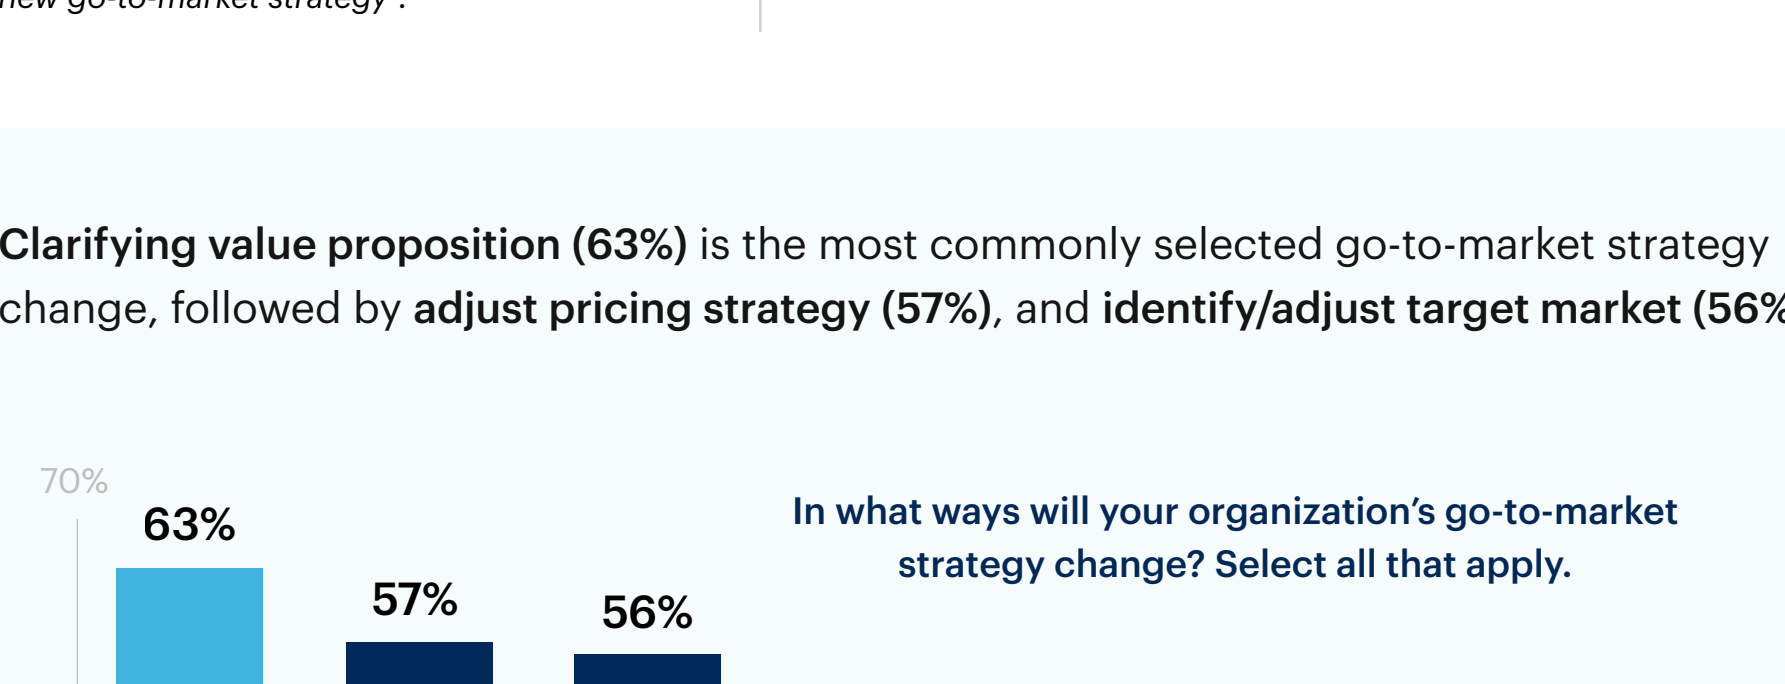 new go-to-market strategy".
Clarifying value proposition (63%) is the most commonly selected go-to-market strategy
change, followed by adjust pricing strategy (57%), and identify/adjust target market (56%
70%
63%
57%
56%
In what ways will your organization’s go-to-market
strategy change? Select all that apply.